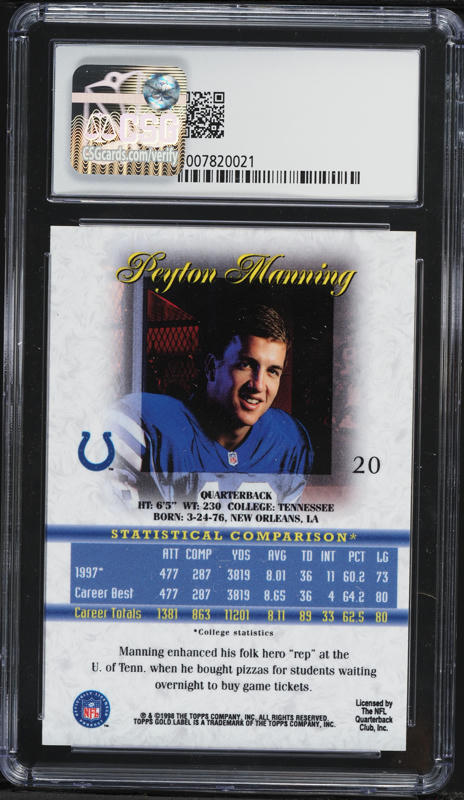 CSG
CSGcards.com/verify
007820021
Peyton Manning
20
QUARTERBACK
HT: 6'5" WT: 230 COLLEGE: TENNESSEE
BORN: 3-24-76, NEW ORLEANS, LA
STATISTICAL COMPARISON*
ATT COMP YDS AVG TD INT PCT LG
1997* 477 287 3819 8.01 36 11 60.2 73
Career Best 477 287 3819 8.65 36 4 64.2 80
Career Totals 1381 863 11201 8.11 89 33 62.5 80
*College statistics
Manning enhanced his folk hero "rep" at the
U. of Tenn. when he bought pizzas for students waiting
overnight to buy game tickets.
NFL
® & ©1998 THE TOPPS COMPANY, INC. ALL RIGHTS RESERVED.
TOPPS GOLD LABEL IS A TRADEMARK OF THE TOPPS COMPANY, INC.
Licensed by
The NFL
Quarterback
Club, Inc.